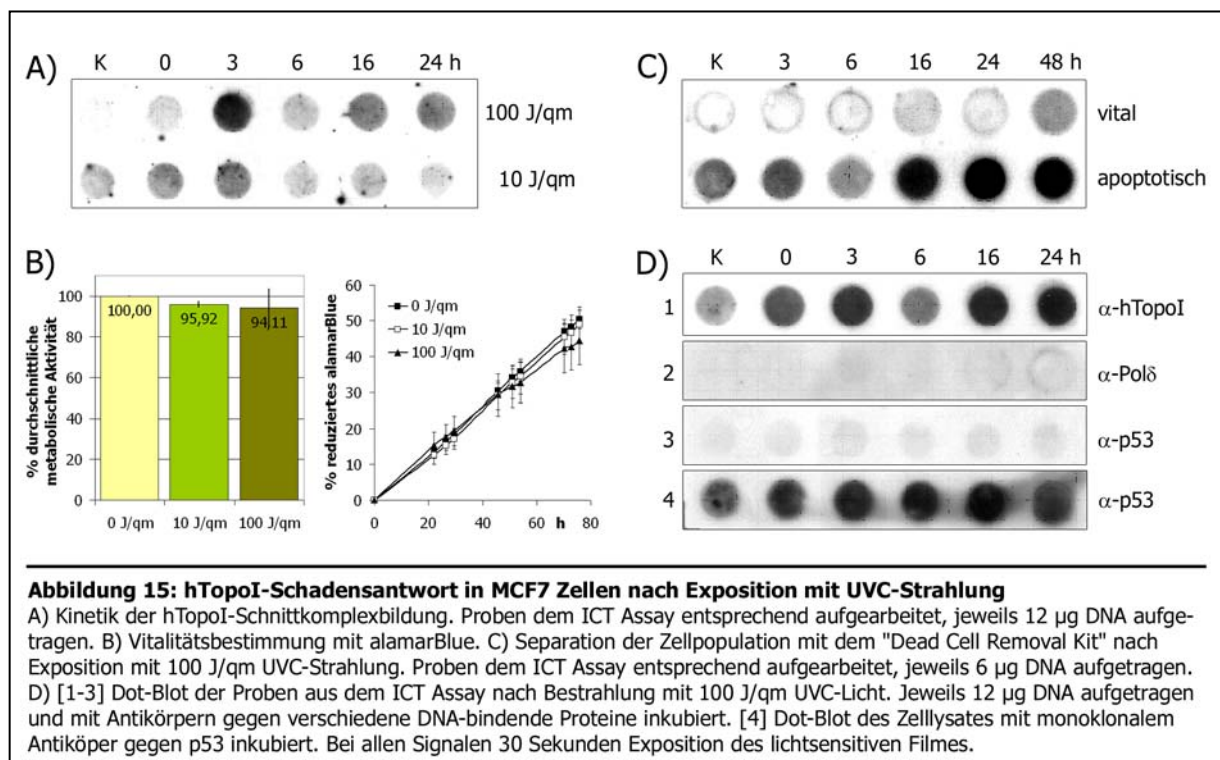 A)
K 0 3 6 16 24 h
100 J/qm
10 J/qm
C)
K 3 6 16 24 48 h
vital
apoptotisch
B)
% durchschnittliche
metabolische Aktivität
100
80
60
40
20
0
100,00
95,92
94,11
0 J/qm 10 J/qm 100 J/qm
% reduziertes alamarBlue
60
50
40
30
20
10
0
0 J/qm
10 J/qm
100 J/qm
0 20 40 60 h 80
D)
K 0 3 6 16 24 h
1 α-hTopoI
2 α-Polδ
3 α-p53
4 α-p53
Abbildung 15: hTopoI-Schadensantwort in MCF7 Zellen nach Exposition mit UVC-Strahlung
A) Kinetik der hTopoI-Schnittkomplexbildung. Proben dem ICT Assay entsprechend aufgearbeitet, jeweils 12 µg DNA aufge-
tragen. B) Vitalitätsbestimmung mit alamarBlue. C) Separation der Zellpopulation mit dem "Dead Cell Removal Kit" nach
Exposition mit 100 J/qm UVC-Strahlung. Proben dem ICT Assay entsprechend aufgearbeitet, jeweils 6 µg DNA aufgetragen.
D) [1-3] Dot-Blot der Proben aus dem ICT Assay nach Bestrahlung mit 100 J/qm UVC-Licht. Jeweils 12 µg DNA aufgetragen
und mit Antikörpern gegen verschiedene DNA-bindende Proteine inkubiert. [4] Dot-Blot des Zelllysates mit monoklonalem
Antiköper gegen p53 inkubiert. Bei allen Signalen 30 Sekunden Exposition des lichtsensitiven Filmes.